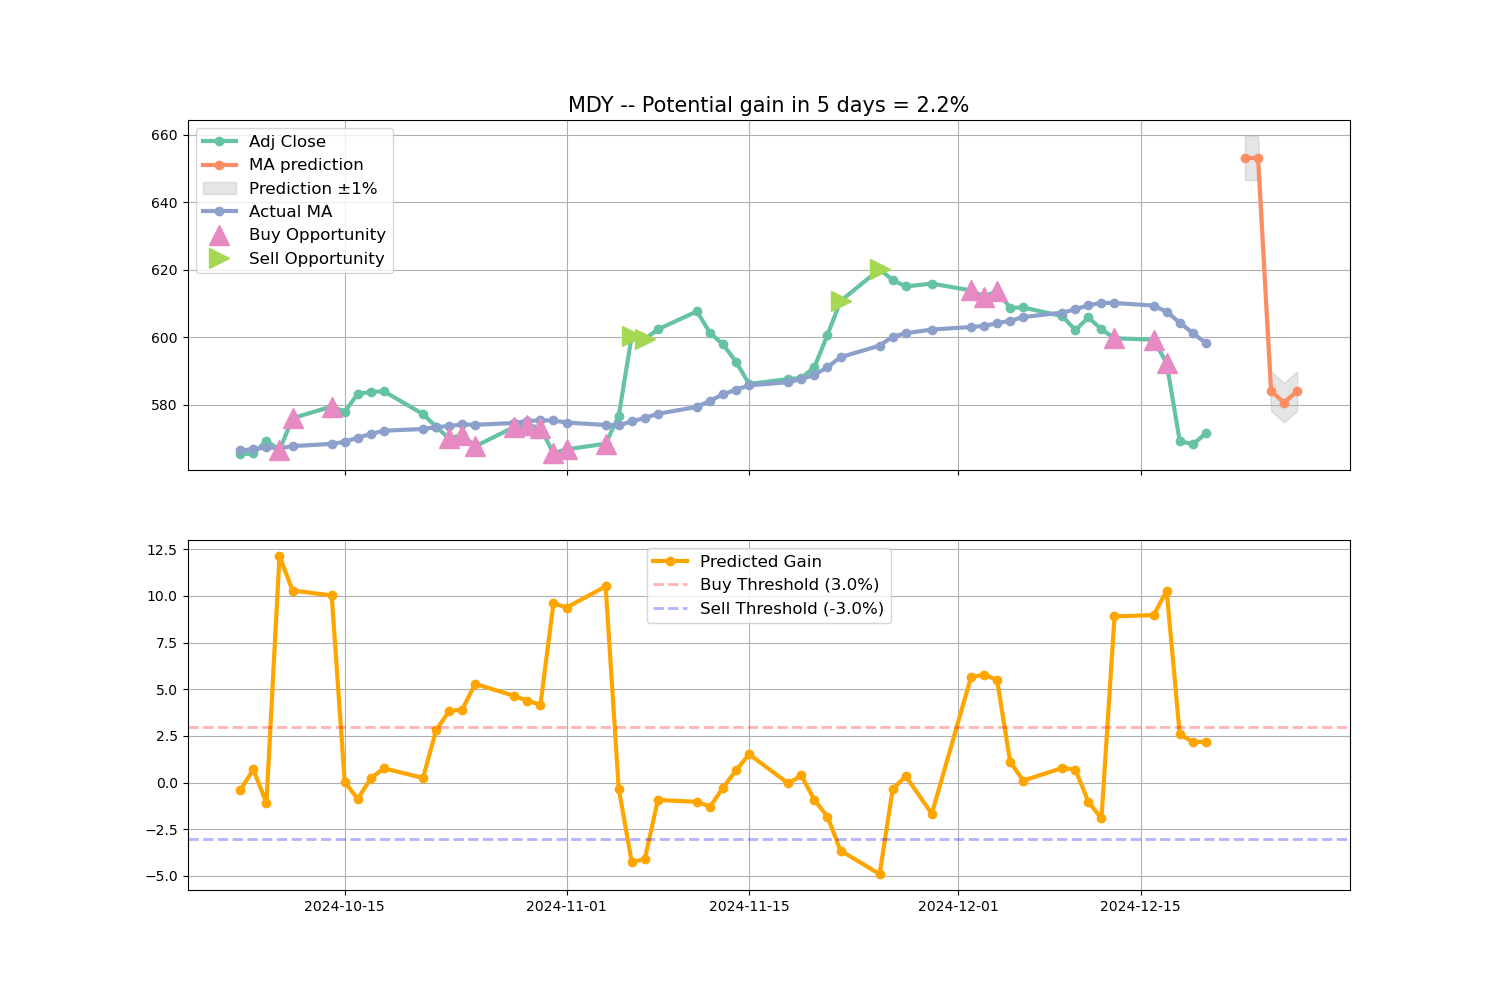 MDY -- Potential gain in 5 days = 2.2%
660
640
620
600
580
Adj Close
MA prediction
Prediction ±1%
Actual MA
Buy Opportunity
Sell Opportunity
12.5
10.0
7.5
5.0
2.5
0.0
−2.5
−5.0
Predicted Gain
Buy Threshold (3.0%)
Sell Threshold (-3.0%)
2024-10-15
2024-11-01
2024-11-15
2024-12-01
2024-12-15